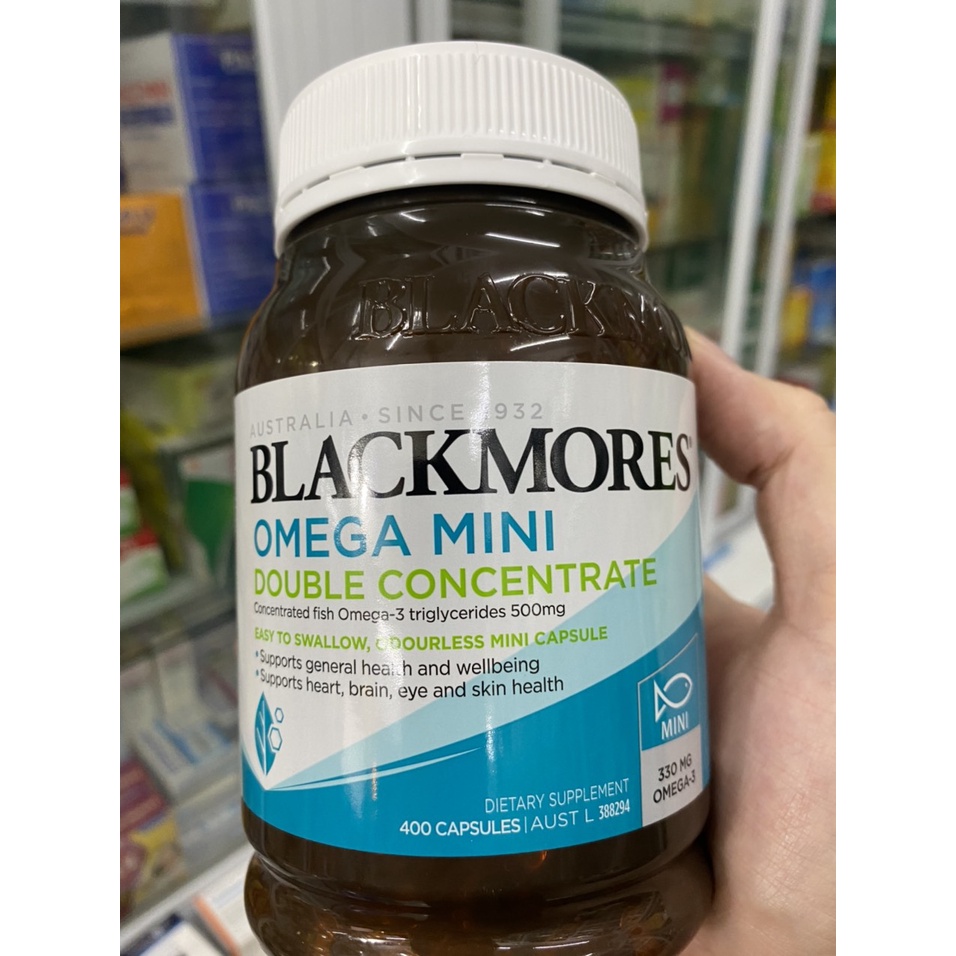 BLACKM
AUSTRALIA • SINCE 1932
BLACKMORES®
OMEGA MINI
DOUBLE CONCENTRATE
Concentrated fish Omega-3 triglycerides 500mg
EASY TO SWALLOW, ODOURLESS MINI CAPSULE
• Supports general health and wellbeing
• Supports heart, brain, eye and skin health
MINI
330 MG
OMEGA-3
DIETARY SUPPLEMENT
400 CAPSULES | AUST L 388294